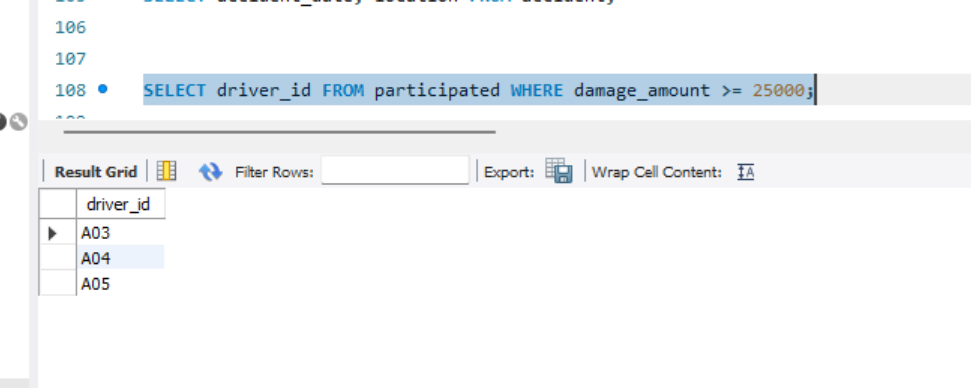 106
107
108 SELECT driver_id FROM participated WHERE damage_amount >= 25000;
Result Grid Filter Rows: Export: Wrap Cell Content: IA
driver_id
A03
A04
A05